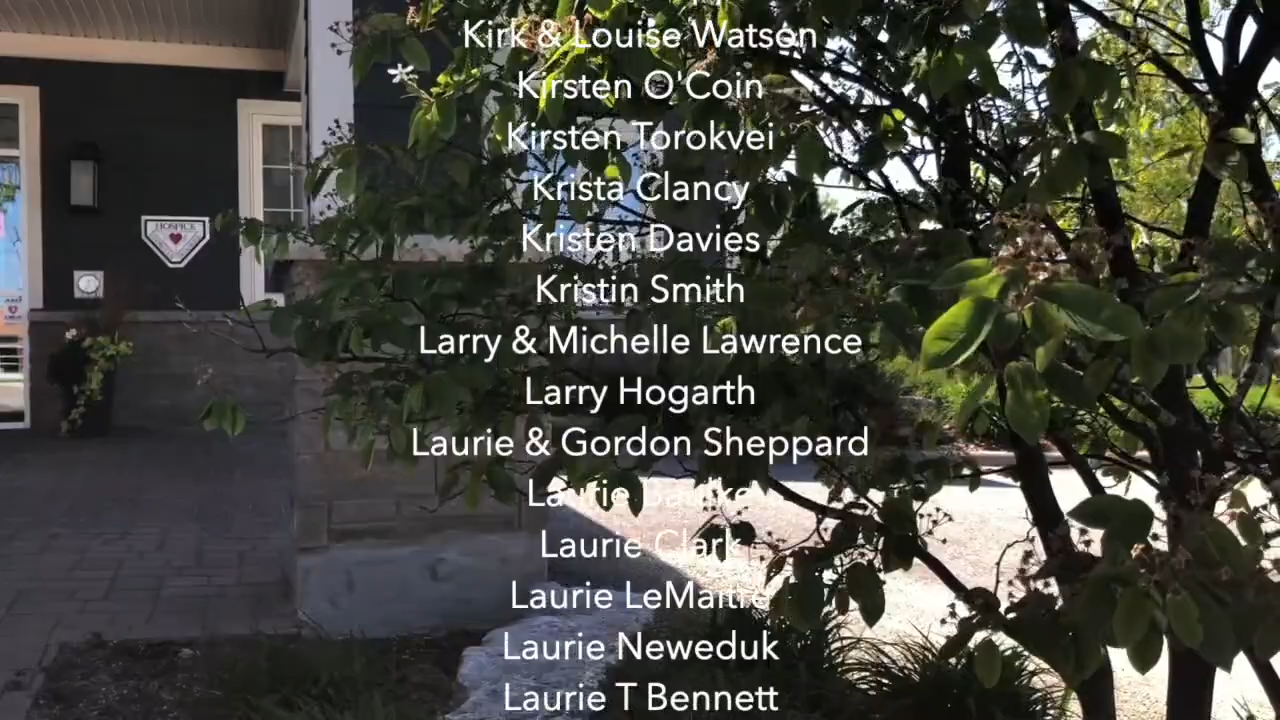 Kirk & Louise Watson
Kirsten O'Coin
Kirsten Torokvei
Krista Clancy
Kristen Davies
HOSPICE
Kristin Smith
Larry & Michelle Lawrence
Larry Hogarth
Laurie & Gordon Sheppard
Laurie
Laurie Clark
Laurie LeMaitre
Laurie Neweduk
Laurie T Bennett